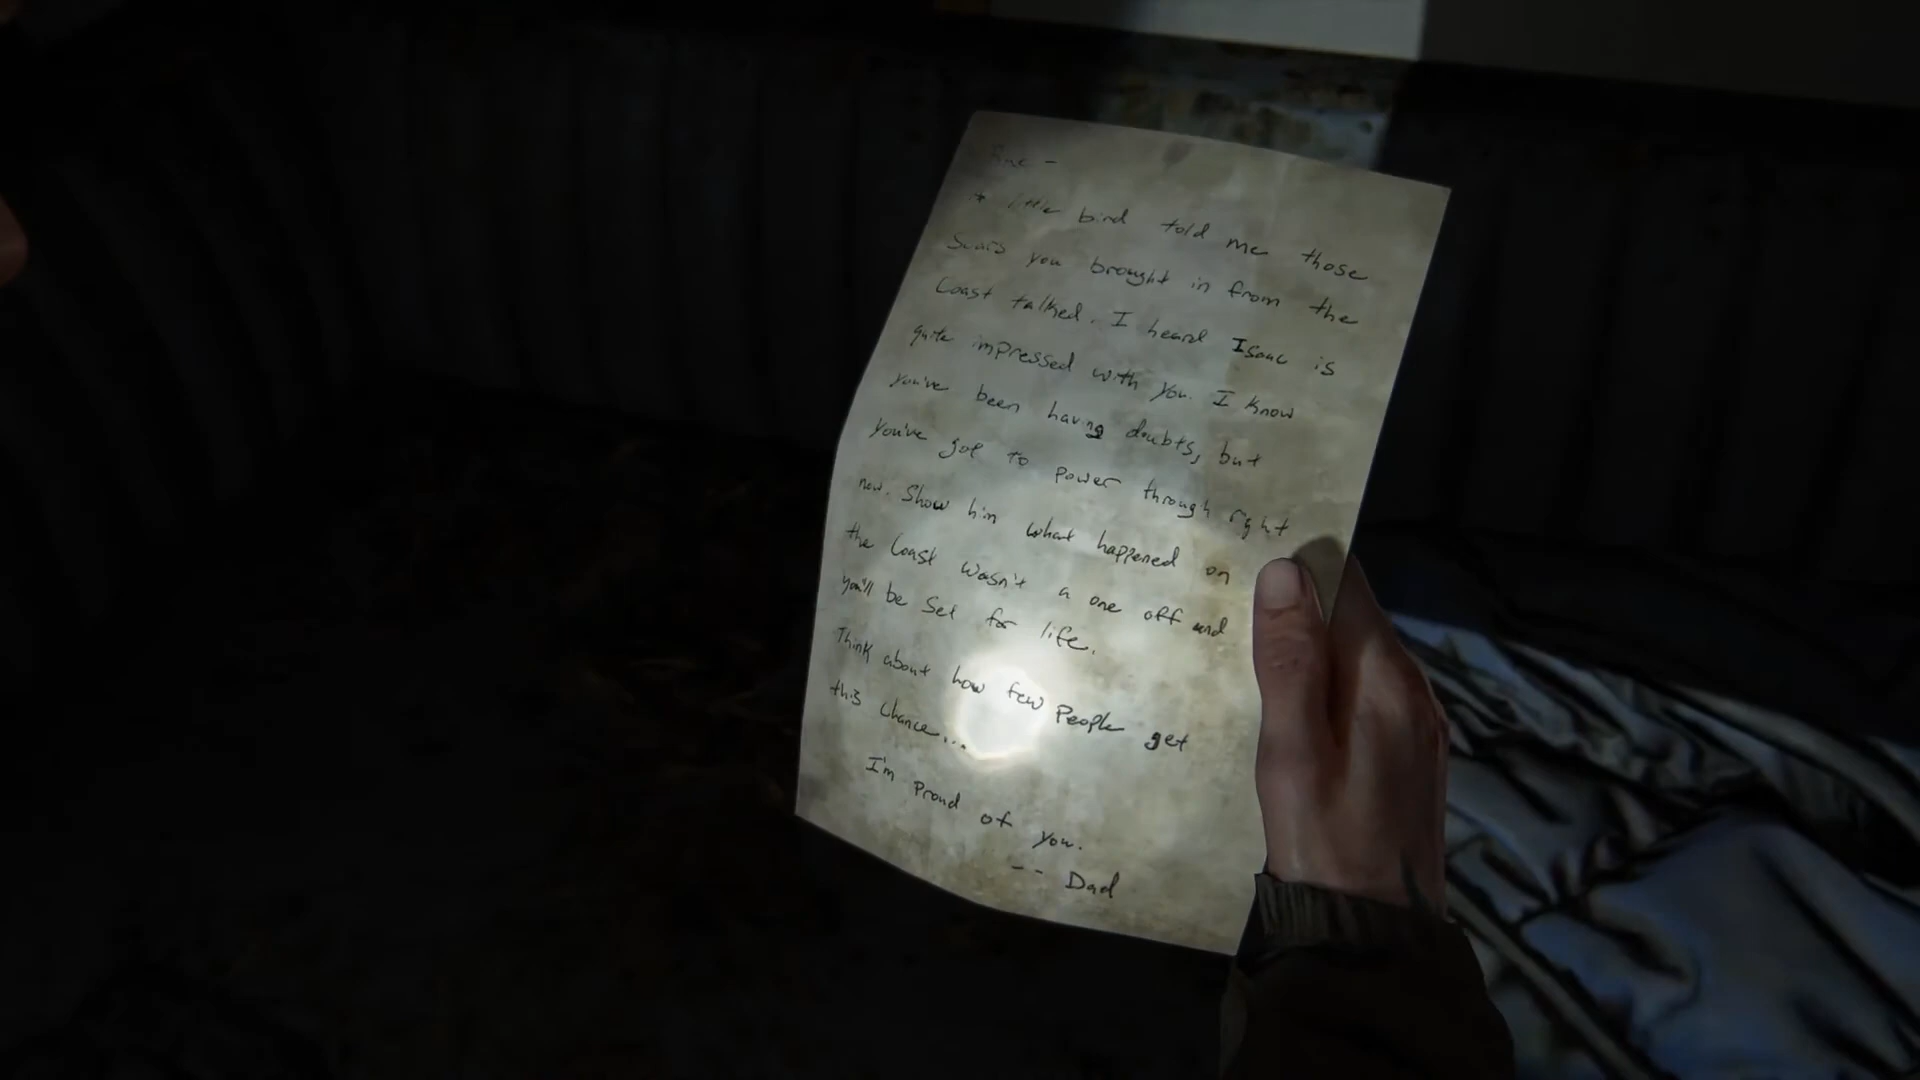 little bird told me those
Scars you brought in from the
Coast talked. I heard Isaac is
quite impressed with you. I know
you've been having doubts, but
you've got to power through right
now. Show him what happened on
the Coast wasn't a one off and
you'll be set for life.
Think about how few People get
this chance...
I'm Proud of you.
-- Dad